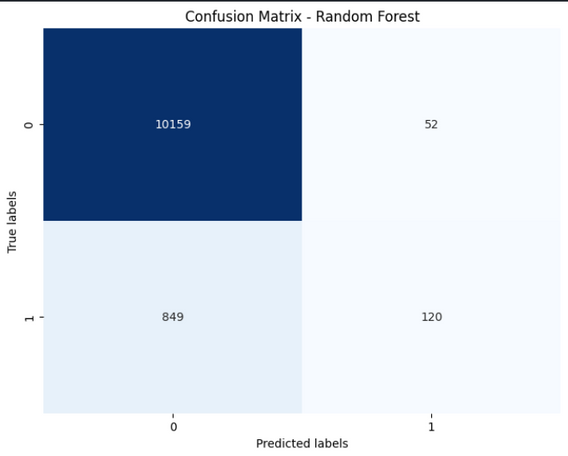 Confusion Matrix - Random Forest
True labels
0
10159
52
1
849
120
0
1
Predicted labels